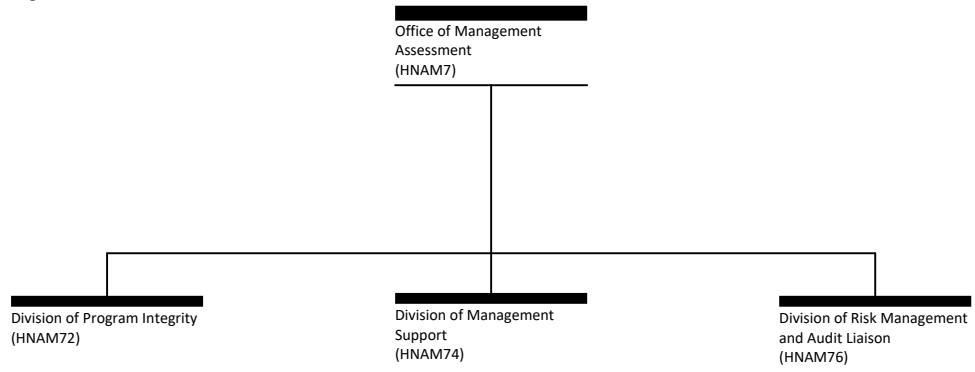 Office of Management
Assessment
(HNAM7)
Division of Program Integrity
(HNAM72)
Division of Management
Support
(HNAM74)
Division of Risk Management
and Audit Liaison
(HNAM76)